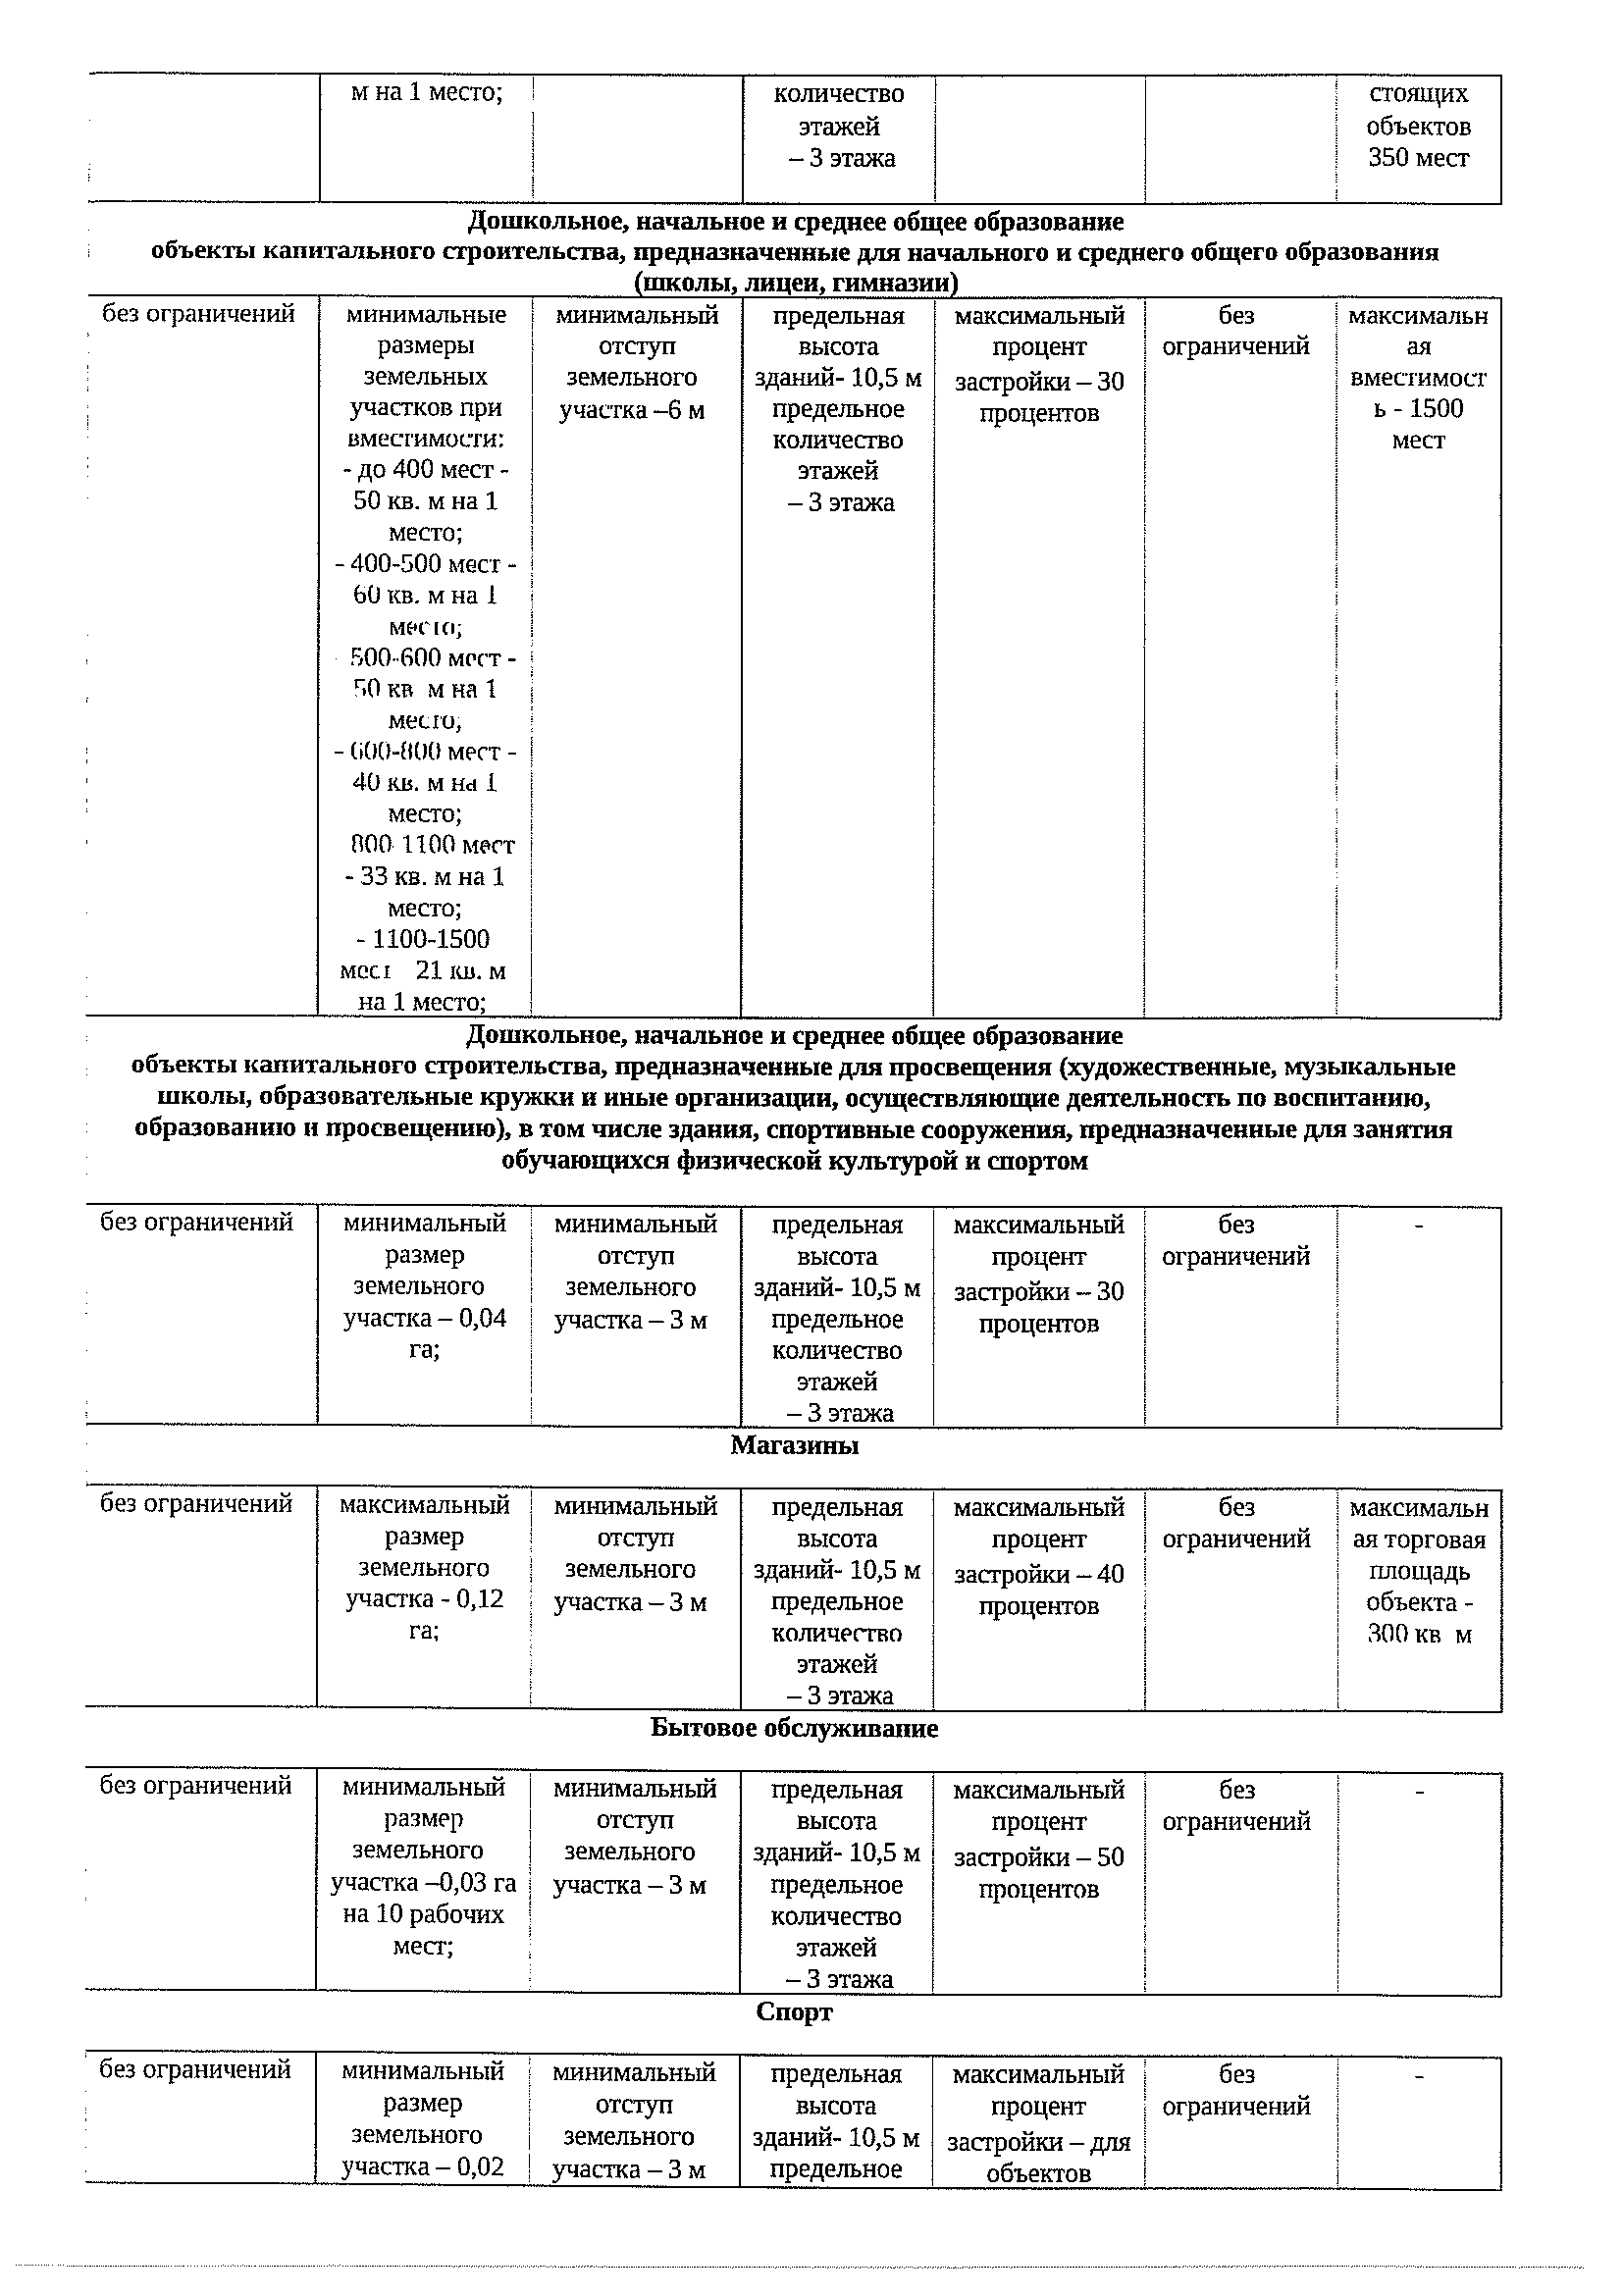 м на 1 место;
количество
этажей
– 3 этажа
стоящих
объектов
350 мест
Дошкольное, начальное и среднее общее образование
объекты капитального строительства, предназначенные для начального и среднего общего образования
(школы, лицеи, гимназии)
без ограничений
минимальные
размеры
земельных
участков при
вместимости:
- до 400 мест -
50 кв. м на 1
место;
- 400-500 мест -
60 кв. м на 1
место;
500-600 мест -
50 кв м на 1
место,
- 600-800 мест -
40 кв. м на 1
место;
800 1100 мест
- 33 кв. м на 1
место;
- 1100-1500
мест 21 кв. м
на 1 место;
минимальный
отступ
земельного
участка –6 м
предельная
высота
зданий- 10,5 м
предельное
количество
этажей
– 3 этажа
максимальный
процент
застройки – 30
процентов
без
ограничений
максимальн
ая
вместимост
ь - 1500
мест
Дошкольное, начальное и среднее общее образование
объекты капитального строительства, предназначенные для просвещения (художественные, музыкальные
школы, образовательные кружки и иные организации, осуществляющие деятельность по воспитанию,
образованию и просвещению), в том числе здания, спортивные сооружения, предназначенные для занятия
обучающихся физической культурой и спортом
без ограничений
минимальный
размер
земельного
участка – 0,04
га;
минимальный
отступ
земельного
участка – 3 м
предельная
высота
зданий- 10,5 м
предельное
количество
этажей
– 3 этажа
максимальный
процент
застройки – 30
процентов
без
ограничений
-
Магазины
без ограничений
максимальный
размер
земельного
участка - 0,12
га;
минимальный
отступ
земельного
участка – 3 м
предельная
высота
зданий- 10,5 м
предельное
количество
этажей
– 3 этажа
максимальный
процент
застройки – 40
процентов
без
ограничений
максимальн
ая торговая
площадь
объекта -
300 кв м
Бытовое обслуживание
без ограничений
минимальный
размер
земельного
участка –0,03 га
на 10 рабочих
мест;
минимальный
отступ
земельного
участка – 3 м
предельная
высота
зданий- 10,5 м
предельное
количество
этажей
– 3 этажа
максимальный
процент
застройки – 50
процентов
без
ограничений
-
Спорт
без ограничений
минимальный
размер
земельного
участка – 0,02
минимальный
отступ
земельного
участка – 3 м
предельная
высота
зданий- 10,5 м
предельное
максимальный
процент
застройки – для
объектов
без
ограничений
-